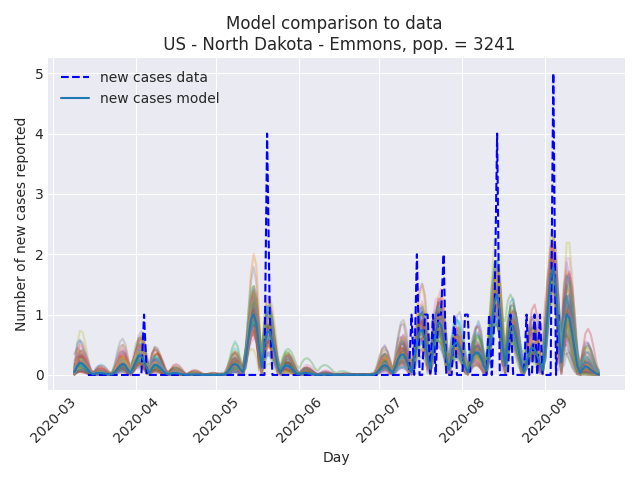 Model comparison to data
US - North Dakota - Emmons, pop. = 3241
new cases data
new cases model
Number of new cases reported
5
4
3
2
1
0
2020-03
2020-04
2020-05
2020-06
2020-07
2020-08
2020-09
Day